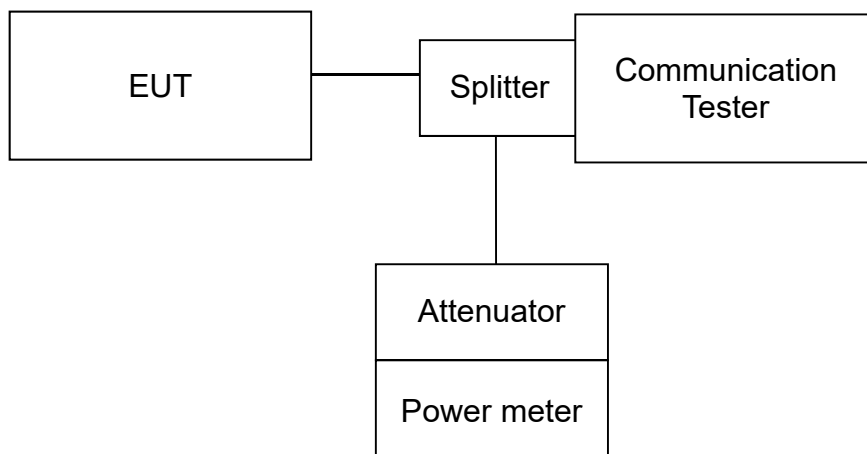 EUT
Splitter
Communication
Tester
Attenuator
Power meter